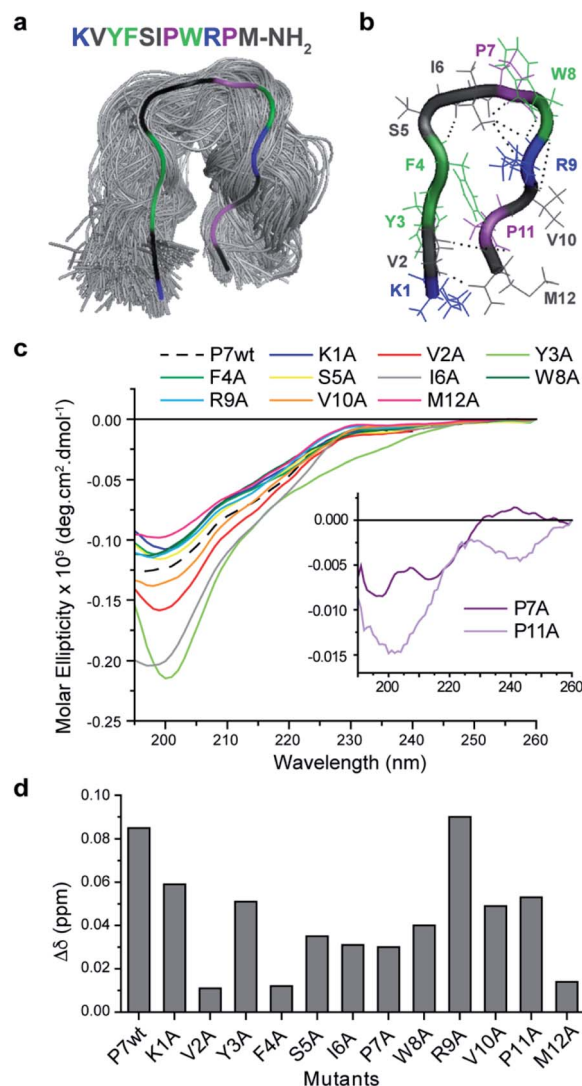 a
KVYFSIPWRPM-NH2
b
P7
W8
I6
S5
R9
F4
Y3
P11
V10
V2
K1
M12
c
P7wt K1A V2A Y3A
F4A S5A I6A W8A
R9A V10A M12A
Molar Ellipticity x 10⁵ (deg.cm².dmol⁻¹)
0.00
-0.05
-0.10
-0.15
-0.20
-0.25
200 210 220 230 240 250 260
Wavelength (nm)
0.000
-0.005
-0.010
-0.015
P7A
P11A
200 220 240 260
d
Δδ (ppm)
0.10
0.08
0.06
0.04
0.02
0.00
P7wt K1A V2A Y3A F4A S5A I6A P7A W8A R9A V10A P11A M12A
Mutants